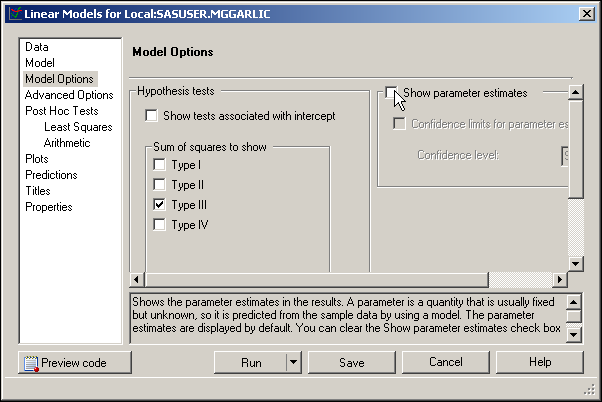 Linear Models for Local:SASUSER.MGGARLIC
Data
Model
Model Options
Advanced Options
Post Hoc Tests
Least Squares
Arithmetic
Plots
Predictions
Titles
Properties
Model Options
Hypothesis tests
Show tests associated with intercept
Sum of squares to show
Type I
Type II
Type III
Type IV
Show parameter estimates
Confidence limits for parameter es
Confidence level:
Shows the parameter estimates in the results. A parameter is a quantity that is usually fixed
but unknown, so it is predicted from the sample data by using a model. The parameter
estimates are displayed by default. You can clear the Show parameter estimates check box
Preview code
Run
Save
Cancel
Help